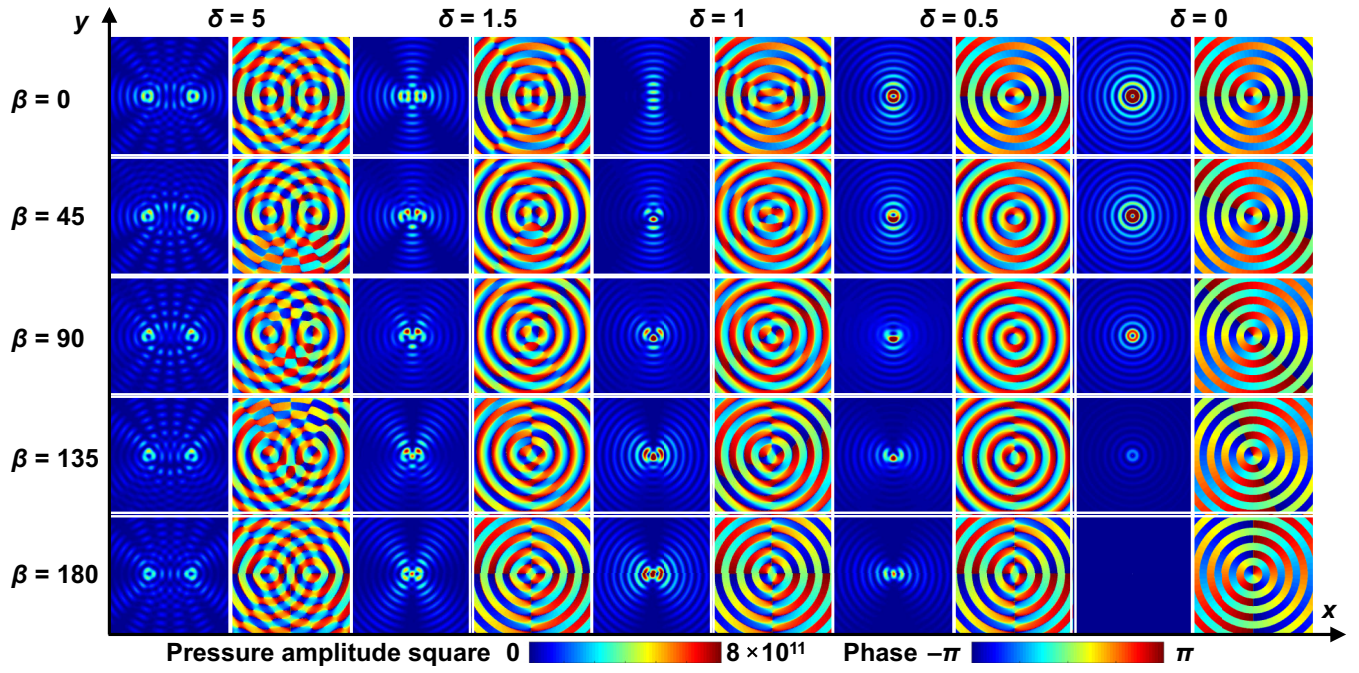 y δ = 5 δ = 1.5 δ = 1 δ = 0.5 δ = 0
β = 0
β = 45
β = 90
β = 135
β = 180
x
Pressure amplitude square 0 8 ×10¹¹ Phase –π π